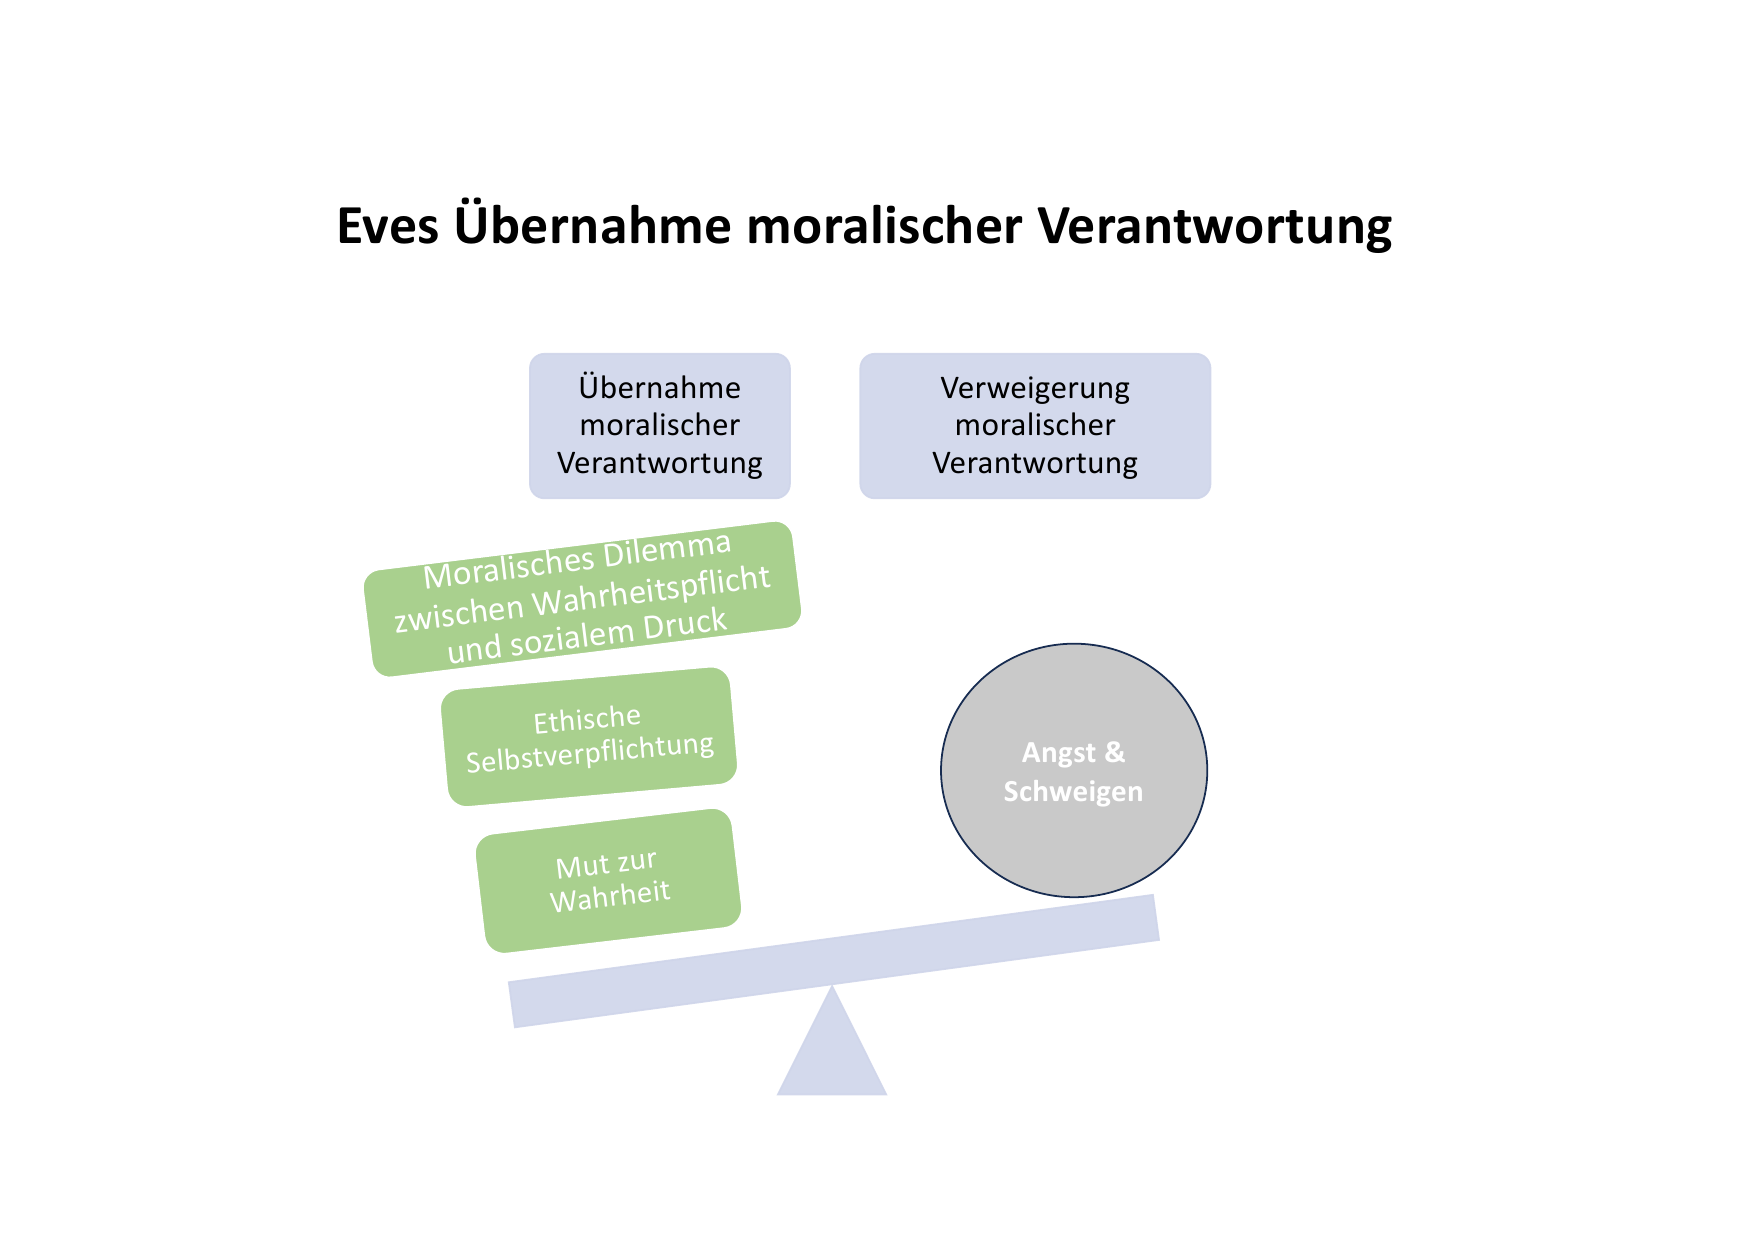 Eves Übernahme moralischer Verantwortung
Übernahme
moralischer
Verantwortung
Verweigerung
moralischer
Verantwortung
Moralisches Dilemma
zwischen Wahrheitspflicht
und sozialem Druck
Ethische
Selbstverpflichtung
Mut zur
Wahrheit
Angst &
Schweigen